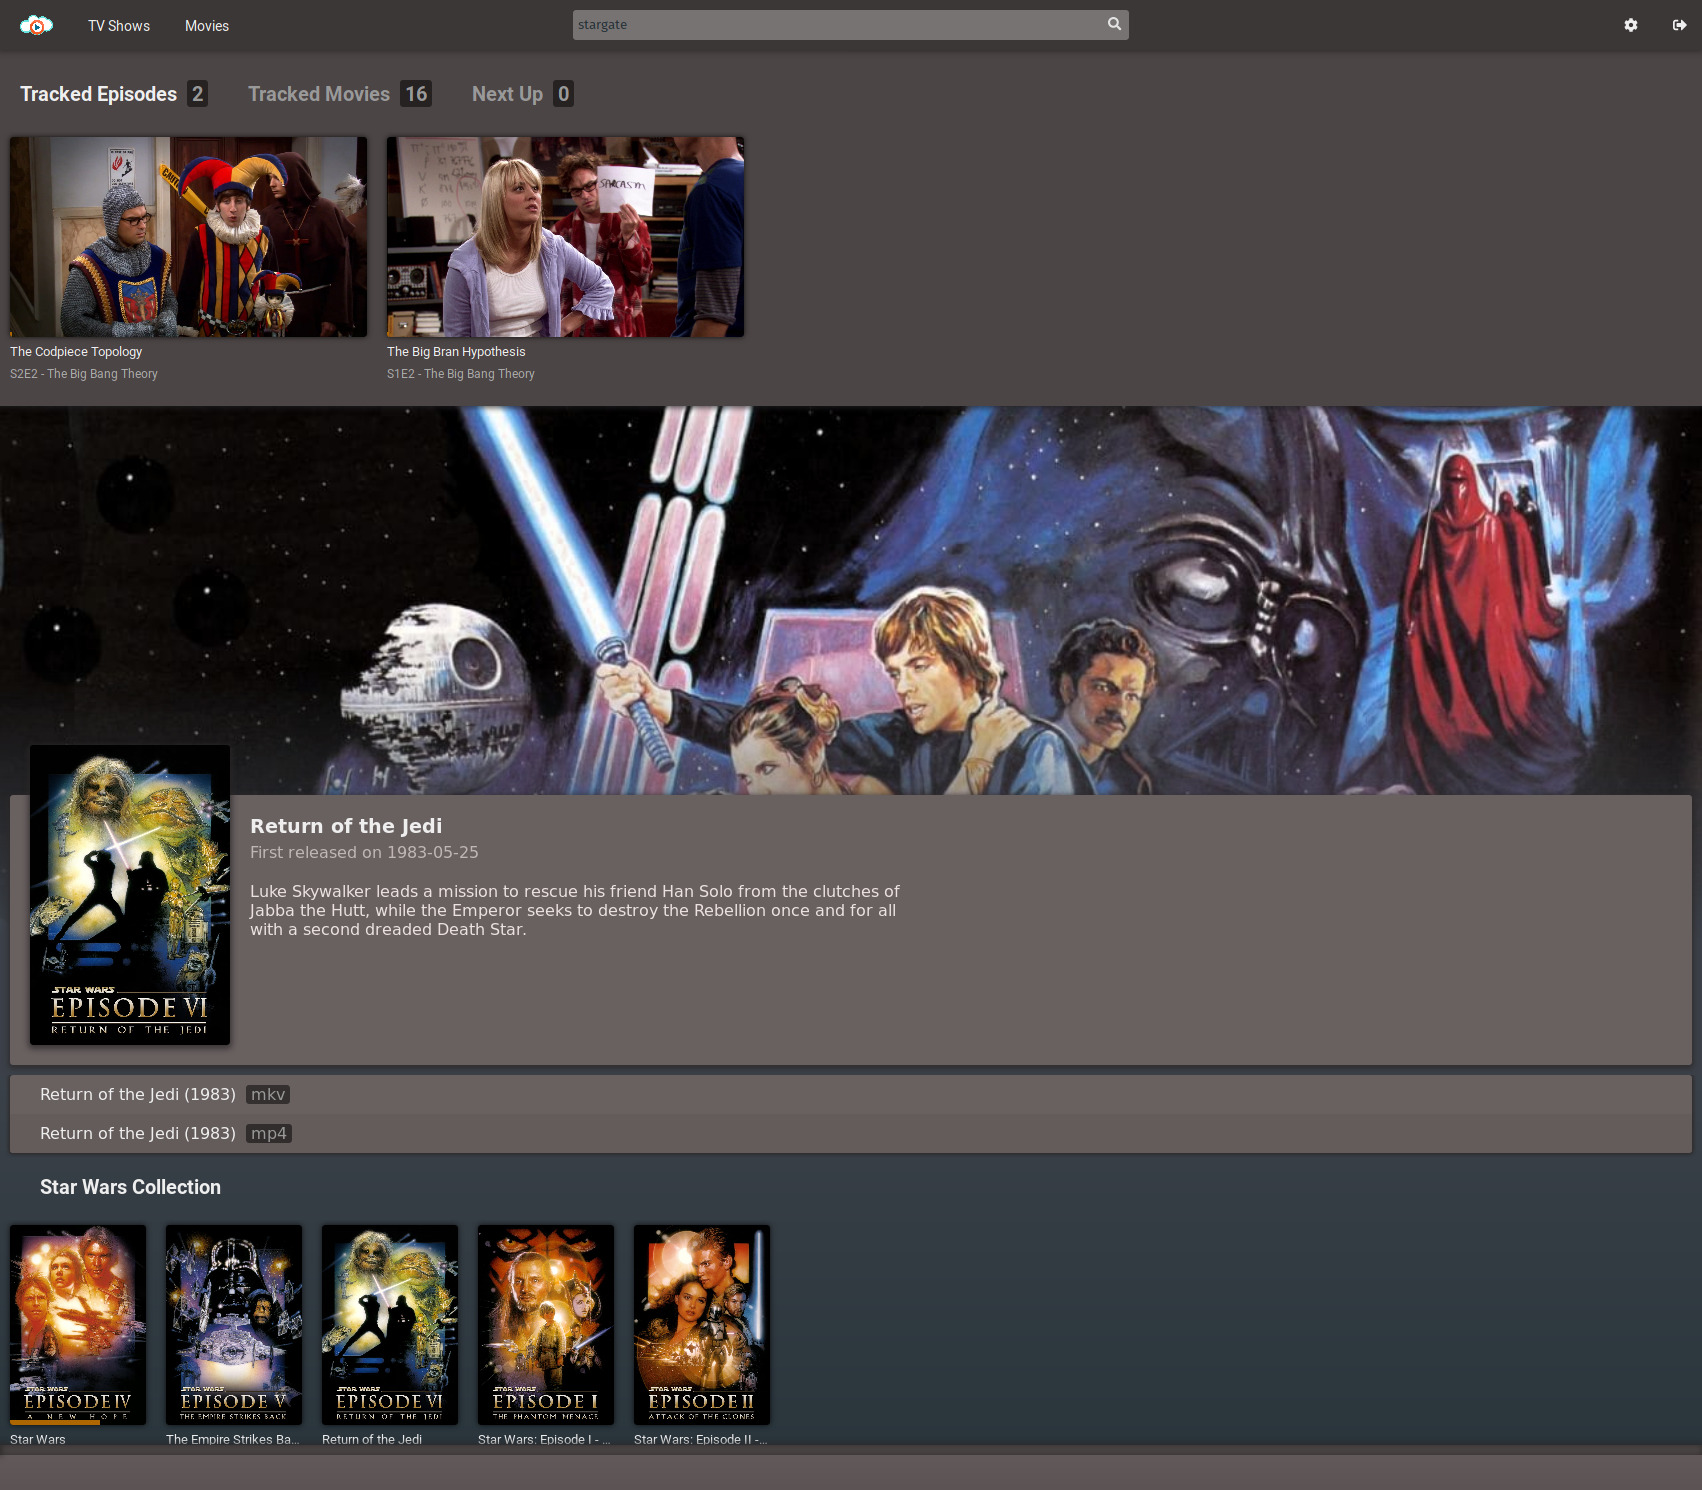 TV Shows
Movies
stargate
Tracked Episodes 2
Tracked Movies 16
Next Up 0
SARCASM
The Codpiece Topology
S2E2 - The Big Bang Theory
The Big Bran Hypothesis
S1E2 - The Big Bang Theory
STAR WARS
EPISODE VI
RETURN OF THE JEDI
Return of the Jedi
First released on 1983-05-25
Luke Skywalker leads a mission to rescue his friend Han Solo from the clutches of
Jabba the Hutt, while the Emperor seeks to destroy the Rebellion once and for all
with a second dreaded Death Star.
Return of the Jedi (1983) mkv
Return of the Jedi (1983) mp4
Star Wars Collection
STAR WARS
EPISODE IV
A NEW HOPE
STAR WARS
EPISODE V
THE EMPIRE STRIKES BACK
STAR WARS
EPISODE VI
RETURN OF THE JEDI
STAR WARS
EPISODE I
THE PHANTOM MENACE
STAR WARS
EPISODE II
ATTACK OF THE CLONES
Star Wars
The Empire Strikes Ba...
Return of the Jedi
Star Wars: Episode I - ...
Star Wars: Episode II -...